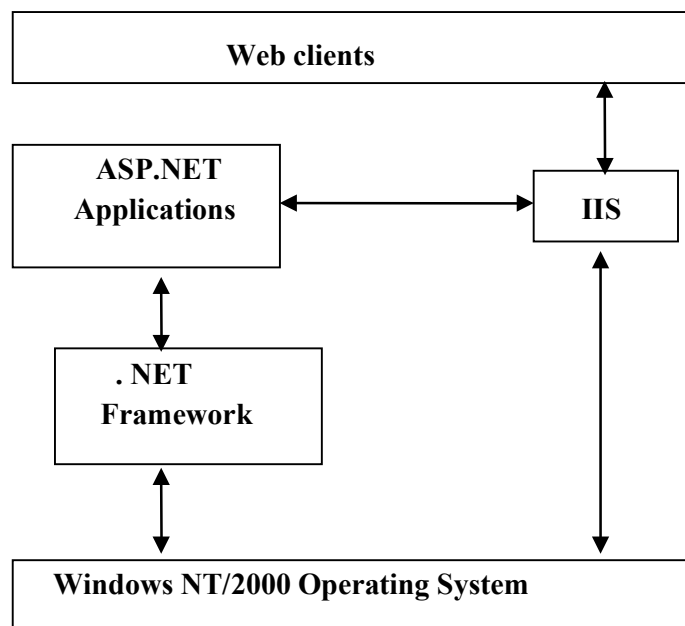 Web clients
ASP.NET
Applications
IIS
. NET
Framework
Windows NT/2000 Operating System